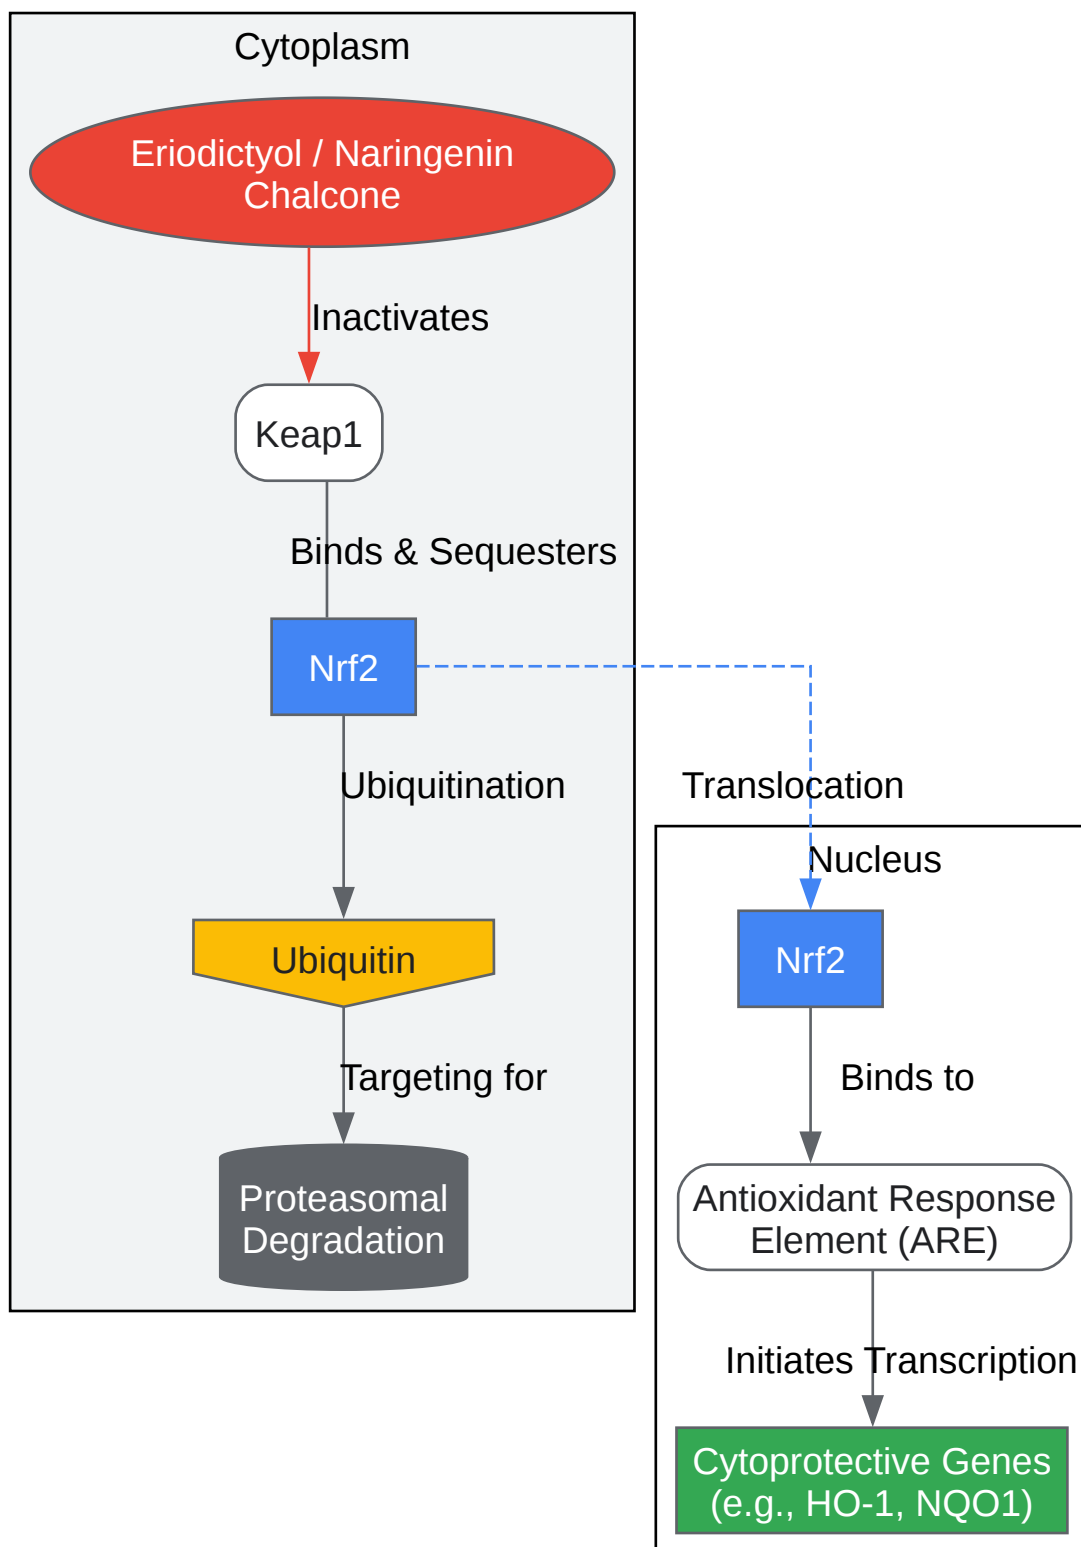 Cytoplasm
Eriodictyol / Naringenin
Chalcone
Inactivates
Keap1
Binds & Sequesters
Nrf2
Ubiquitination
Ubiquitin
Targeting for
Proteasomal
Degradation
Translocation
Nucleus
Nrf2
Binds to
Antioxidant Response
Element (ARE)
Initiates Transcription
Cytoprotective Genes
(e.g., HO-1, NQO1)